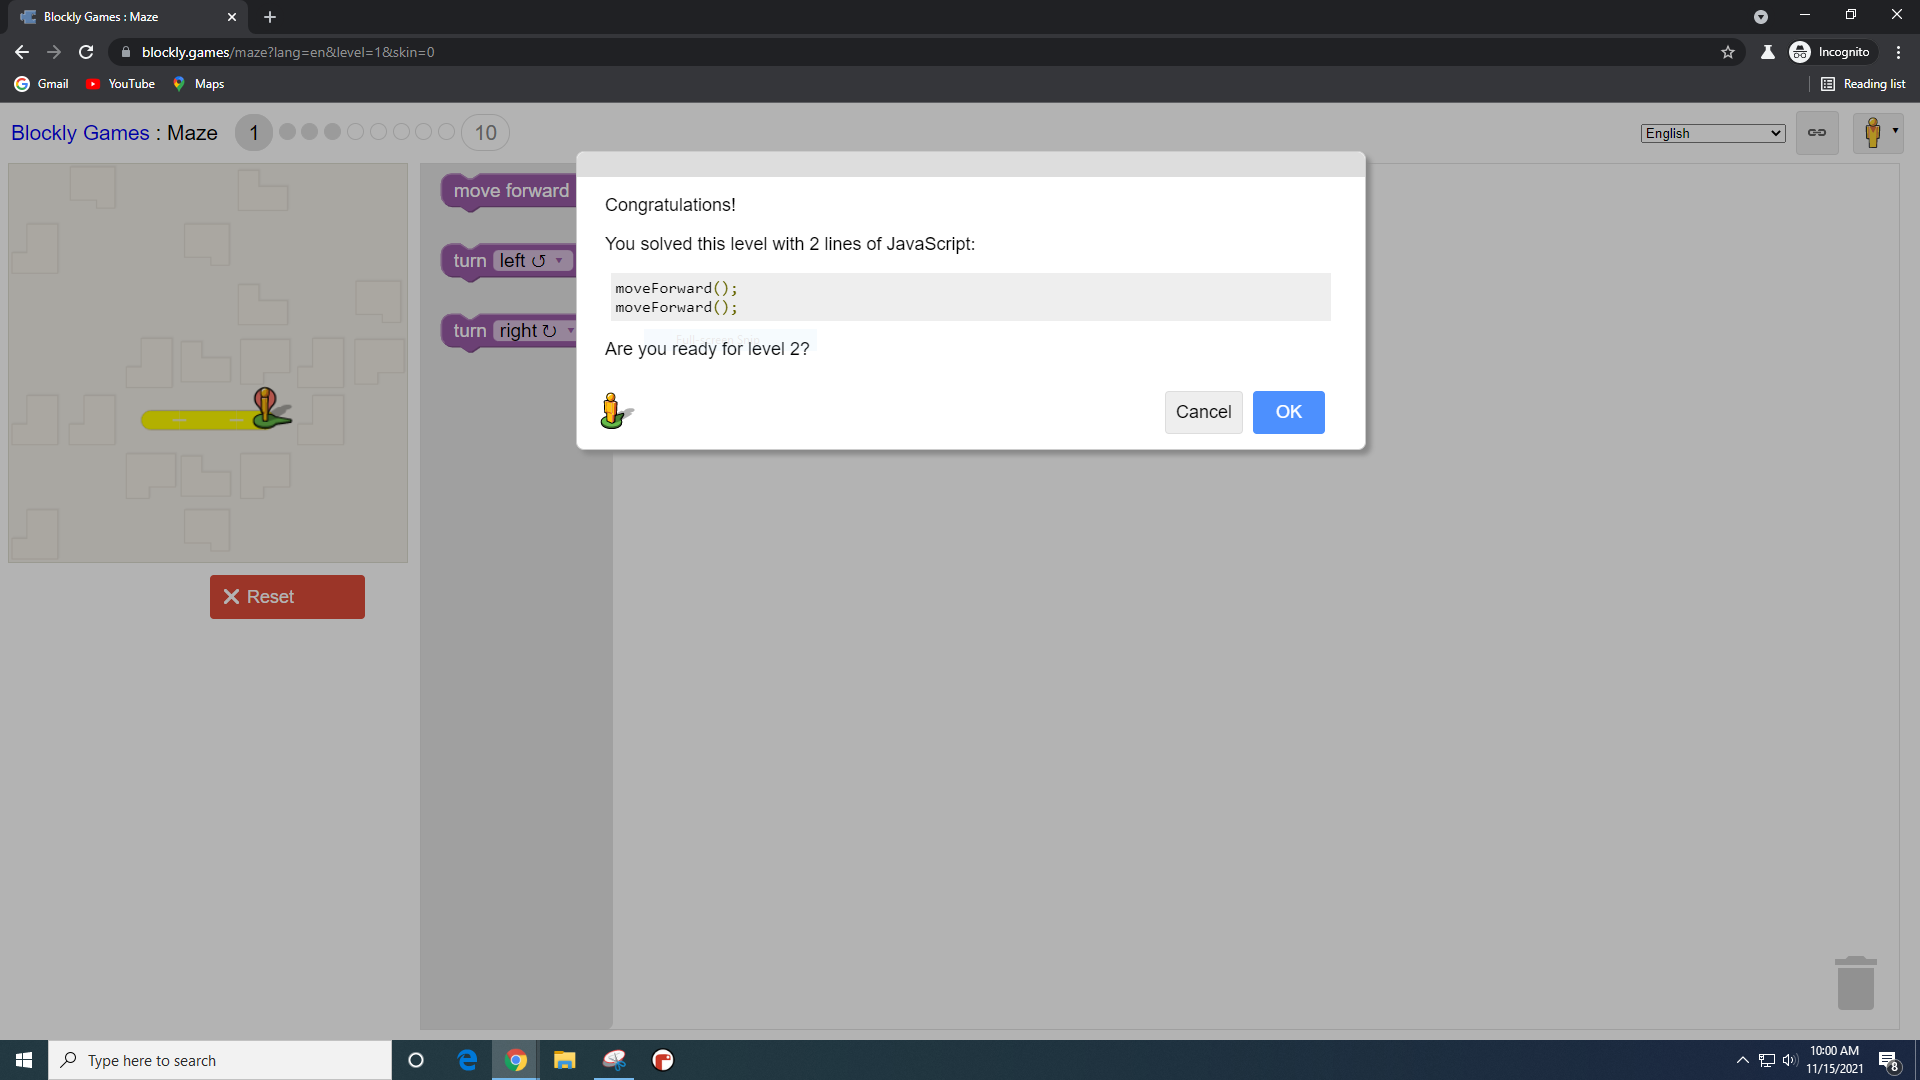 Blockly Games : Maze
blockly.games/maze?lang=en&level=1&skin=0
Incognito
Gmail
YouTube
Maps
Reading list
Blockly Games : Maze
1
10
English
move forward
turn left ↺
turn right ↻
Congratulations!
You solved this level with 2 lines of JavaScript:
moveForward();
moveForward();
Are you ready for level 2?
Cancel
OK
Reset
Type here to search
10:00 AM
11/15/2021
8